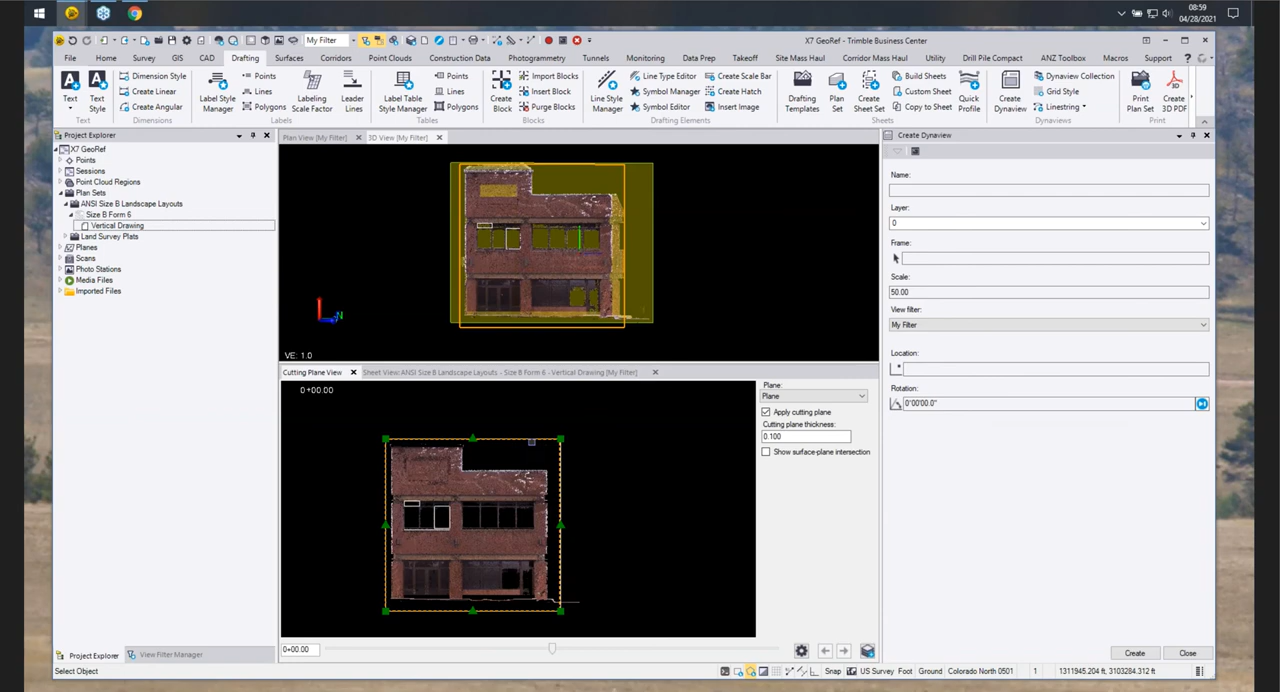 08:59
04/28/2021
My Filter
X7 GeoRef - Trimble Business Center
File Home Survey GIS CAD Drafting Surfaces Corridors Point Clouds Construction Data Photogrammetry Tunnels Monitoring Data Prep Takeoff Site Mass Haul Corridor Mass Haul Utility Drill Pile Compact ANZ Toolbox Macros Support
Text
Text Style
Text
Dimension Style
Create Linear
Create Angular
Dimensions
Label Style Manager
Points
Lines
Polygons
Labeling Scale Factor
Leader Lines
Labels
Label Table Style Manager
Points
Lines
Polygons
Tables
Create Block
Import Blocks
Insert Block
Purge Blocks
Blocks
Line Style Manager
Line Type Editor
Symbol Manager
Symbol Editor
Create Scale Bar
Create Hatch
Insert Image
Drafting Elements
Drafting Templates
Plan Set
Create Sheet Set
Build Sheets
Custom Sheet
Copy to Sheet
Quick Profile
Sheets
Create Dynaview
Dynaview Collection
Grid Style
Linestring
Dynaviews
Print Plan Set
Create 3D PDF
Print
Project Explorer
X7 GeoRef
Points
Sessions
Point Cloud Regions
Plan Sets
ANSI Size B Landscape Layouts
Size B Form 6
Vertical Drawing
Land Survey Plats
Planes
Scans
Photo Stations
Media Files
Imported Files
Project Explorer View Filter Manager
Plan View [My Filter] 3D View [My Filter]
N
VE: 1.0
Cutting Plane View Sheet View: ANSI Size B Landscape Layouts - Size B Form 6 - Vertical Drawing [My Filter]
0+00.00
Plane:
Plane
Apply cutting plane
Cutting plane thickness:
0.100
Show surface-plane intersection
0+00.00
Create Dynaview
Name:
Layer:
0
Frame:
Scale:
50.00
View filter:
My Filter
Location:
Rotation:
0°00'00.0"
Create Close
Select Object
Snap US Survey Foot Ground Colorado North 0501 1 1311945.204 ft, 3103284.312 ft